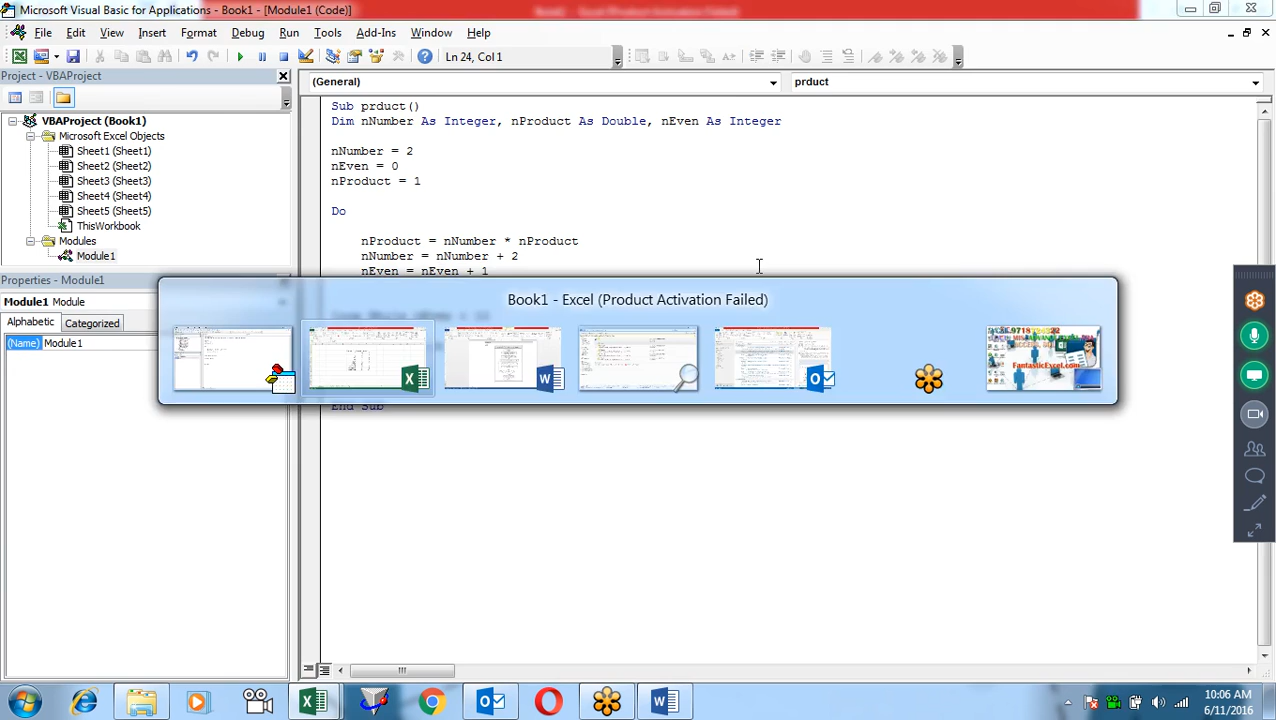 Microsoft Visual Basic for Applications - Book1 - [Module1 (Code)]
File Edit View Insert Format Debug Run Tools Add-Ins Window Help
Ln 24, Col 1
Project - VBAProject
(General)
prduct
VBAProject (Book1)
Microsoft Excel Objects
Sheet1 (Sheet1)
Sheet2 (Sheet2)
Sheet3 (Sheet3)
Sheet4 (Sheet4)
Sheet5 (Sheet5)
ThisWorkbook
Modules
Module1
Properties - Module1
Module1 Module
Alphabetic Categorized
(Name) Module1
Sub prduct()
Dim nNumber As Integer, nProduct As Double, nEven As Integer
nNumber = 2
nEven = 0
nProduct = 1
Do
nProduct = nNumber * nProduct
nNumber = nNumber + 2
nEven = nEven + 1
End Sub
Book1 - Excel (Product Activation Failed)
FantasticExcel.com
10:06 AM
6/11/2016